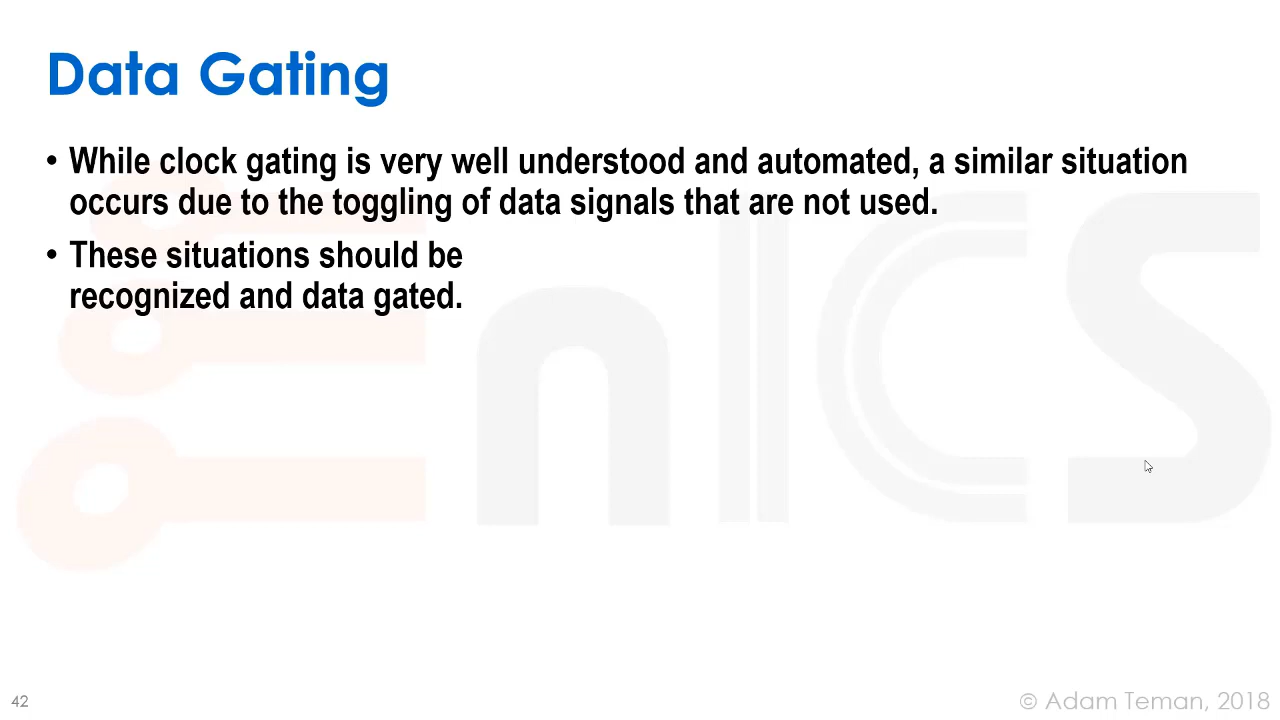 Data Gating
• While clock gating is very well understood and automated, a similar situation
occurs due to the toggling of data signals that are not used.
• These situations should be
recognized and data gated.
EnICS
42
© Adam Teman, 2018